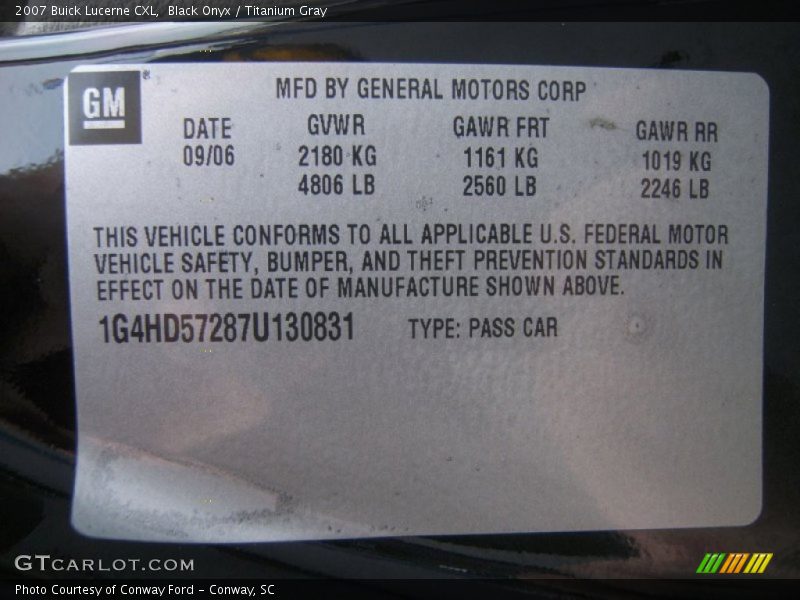 2007 Buick Lucerne CXL, Black Onyx / Titanium Gray
GM®
MFD BY GENERAL MOTORS CORP
DATE GVWR GAWR FRT GAWR RR
09/06 2180 KG 1161 KG 1019 KG
4806 LB 2560 LB 2246 LB
THIS VEHICLE CONFORMS TO ALL APPLICABLE U.S. FEDERAL MOTOR
VEHICLE SAFETY, BUMPER, AND THEFT PREVENTION STANDARDS IN
EFFECT ON THE DATE OF MANUFACTURE SHOWN ABOVE.
1G4HD57287U130831 TYPE: PASS CAR
GTCARLOT.COM
Photo Courtesy of Conway Ford – Conway, SC